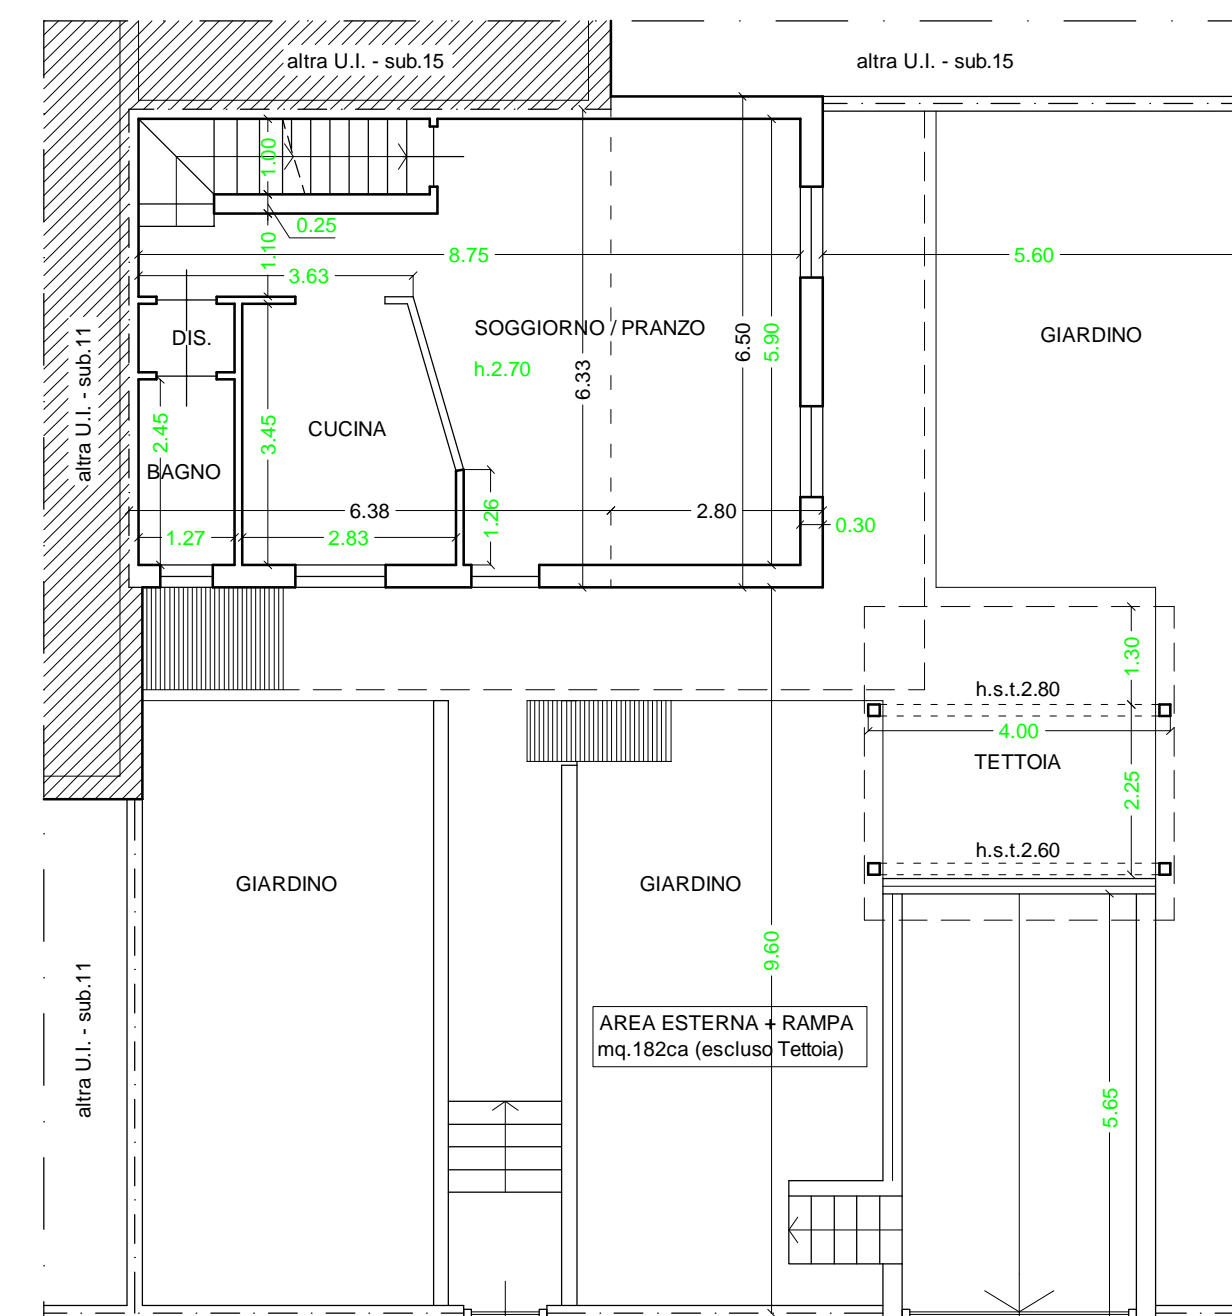 altra U.I. - sub.15
altra U.I. - sub.15
1.00
0.25
1.10
8.75
5.60
3.63
SOGGIORNO / PRANZO
h.2.70
DIS.
GIARDINO
altra U.I. - sub.11
6.33
6.50
5.90
CUCINA
2.45
3.45
BAGNO
6.38
2.80
1.26
0.30
1.27
2.83
1.30
h.s.t.2.80
4.00
TETTOIA
2.25
h.s.t.2.60
GIARDINO
GIARDINO
9.60
altra U.I. - sub.11
AREA ESTERNA + RAMPA
mq.182ca (escluso Tettoia)
5.65